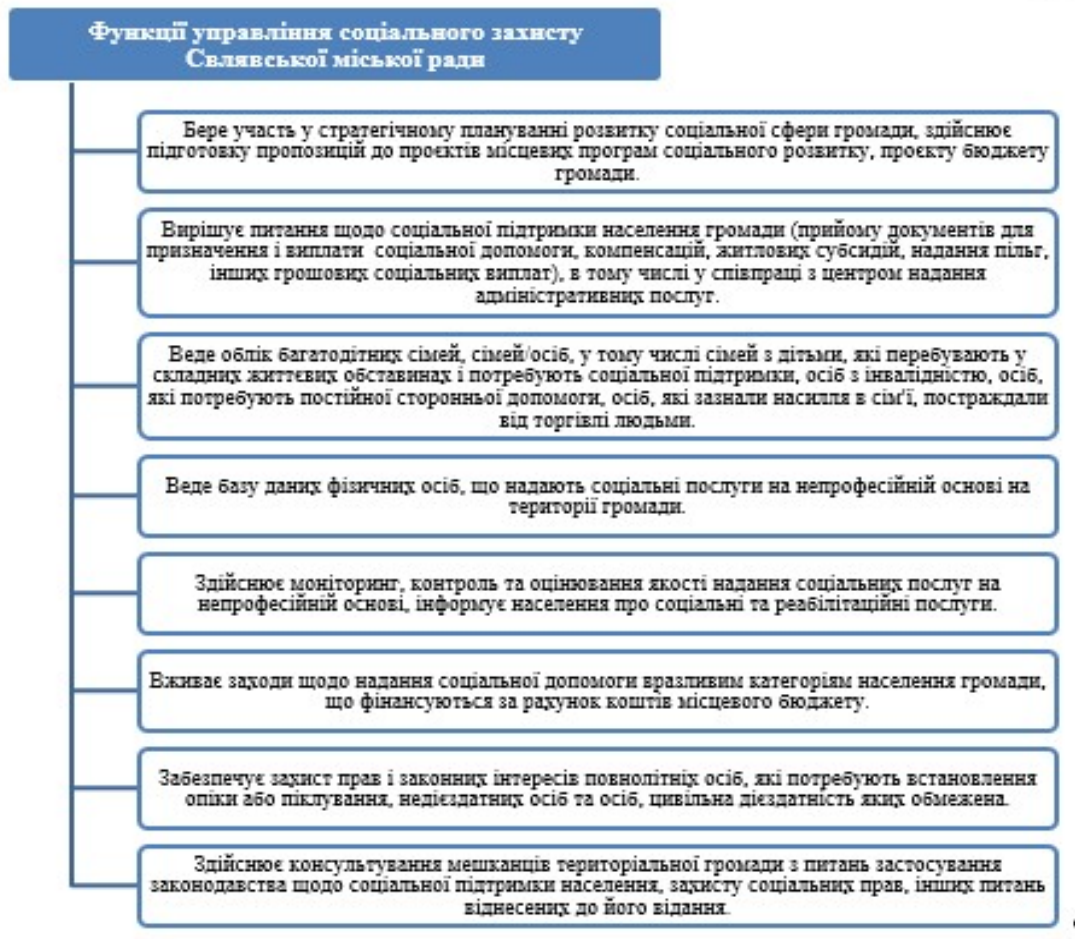 Функції управління соціального захисту
Свлявської міської ради
Бере участь у стратегічному плануванні розвитку соціальної сфери громади, здійснює
підготовку пропозицій до проєктів місцевих програм соціального розвитку, проєкту бюджету
громади.
Вирішує питання щодо соціальної підтримки населення громади (прийому документів для
призначення і виплати соціальної допомоги, компенсацій, житлових субсидій, надання пільг,
інших грошових соціальних виплат), в тому числі у співпраці з центром надання
адміністративних послуг.
Веде облік багатодітних сімей, сімей/осіб, у тому числі сімей з дітьми, які перебувають у
складних життєвих обставинах і потребують соціальної підтримки, осіб з інвалідністю, осіб,
які потребують постійної сторонньої допомоги, осіб, які зазнали насилля в сім'ї, постраждали
від торгівлі людьми.
Веде базу даних фізичних осіб, що надають соціальні послуги на непрофесійній основі на
території громади.
Здійснює моніторинг, контроль та оцінювання якості надання соціальних послуг на
непрофесійній основі, інформує населення про соціальні та реабілітаційні послуги.
Вживає заходи щодо надання соціальної допомоги вразливим категоріям населення громади,
що фінансуються за рахунок коштів місцевого бюджету.
Забезпечує захист прав і законних інтересів повнолітніх осіб, які потребують встановлення
опіки або піклування, недієздатних осіб та осіб, цивільна дієздатність яких обмежена.
Здійснює консультування мешканців територіальної громади з питань застосування
законодавства щодо соціальної підтримки населення, захисту соціальних прав, інших питань
віднесених до його відання.